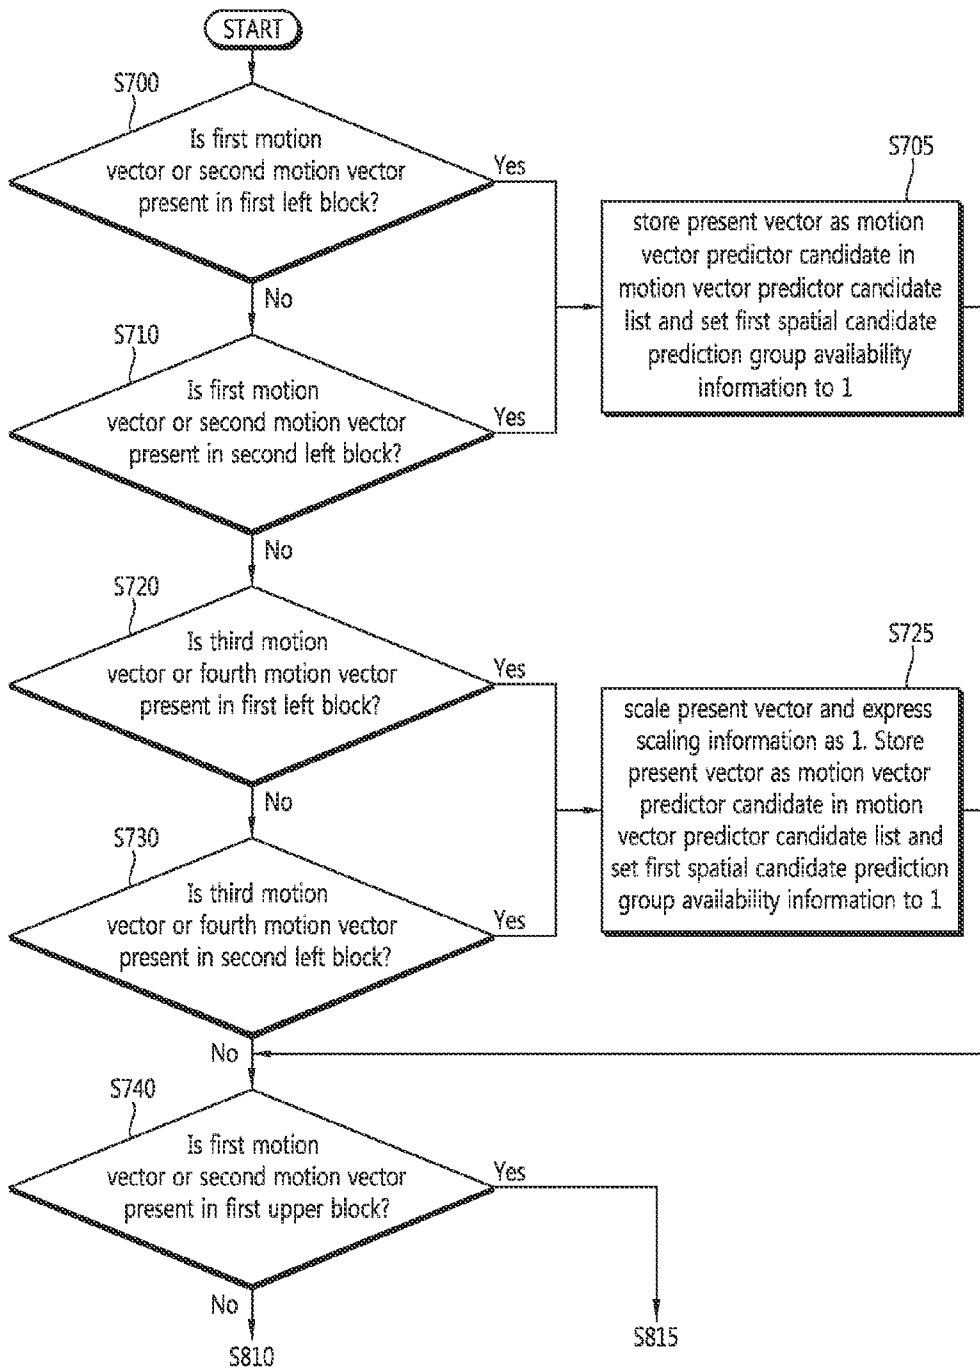 START
S700
Is first motion
vector or second motion vector
present in first left block?
Yes
No
S705
store present vector as motion
vector predictor candidate in
motion vector predictor candidate
list and set first spatial candidate
prediction group availability
information to 1
S710
Is first motion
vector or second motion vector
present in second left block?
Yes
No
S720
Is third motion
vector or fourth motion vector
present in first left block?
Yes
No
S725
scale present vector and express
scaling information as 1. Store
present vector as motion vector
predictor candidate in motion
vector predictor candidate list and
set first spatial candidate prediction
group availability information to 1
S730
Is third motion
vector or fourth motion vector
present in second left block?
Yes
No
S740
Is first motion
vector or second motion vector
present in first upper block?
Yes
No
S810
S815